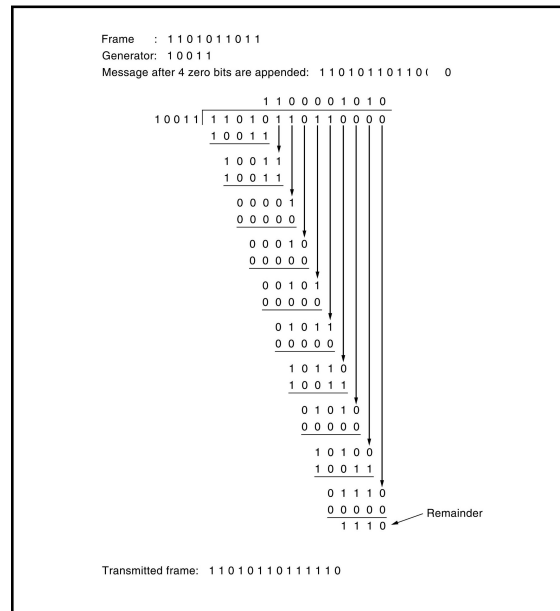 Frame : 1 1 0 1 0 1 1 0 1 1
Generator: 1 0 0 1 1
Message after 4 zero bits are appended: 1 1 0 1 0 1 1 0 1 1 0 ( 0
1 1 0 0 0 0 1 0 1 0
1 0 0 1 1 1 1 0 1 0 1 1 0 1 1 0 0 0 0
1 0 0 1 1
1 0 0 1 1
1 0 0 1 1
0 0 0 0 1
0 0 0 0 0
0 0 0 1 0
0 0 0 0 0
0 0 1 0 1
0 0 0 0 0
0 1 0 1 1
0 0 0 0 0
1 0 1 1 0
1 0 0 1 1
0 1 0 1 0
0 0 0 0 0
1 0 1 0 0
1 0 0 1 1
0 1 1 1 0
0 0 0 0 0
Remainder
1 1 1 0
Transmitted frame: 1 1 0 1 0 1 1 0 1 1 1 1 1 0